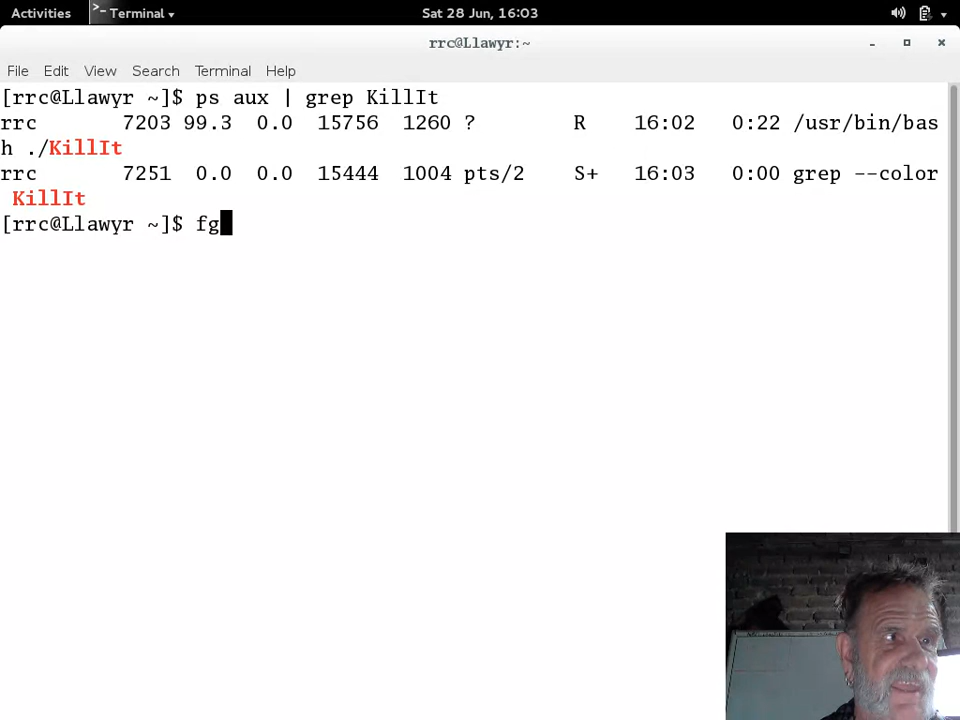 Activities >_ Terminal Sat 28 Jun, 16:03
rrc@Llawyr:~
File Edit View Search Terminal Help
[rrc@Llawyr ~]$ ps aux | grep KillIt
rrc 7203 99.3 0.0 15756 1260 ? R 16:02 0:22 /usr/bin/bas
h ./KillIt
rrc 7251 0.0 0.0 15444 1004 pts/2 S+ 16:03 0:00 grep --color
KillIt
[rrc@Llawyr ~]$ fg